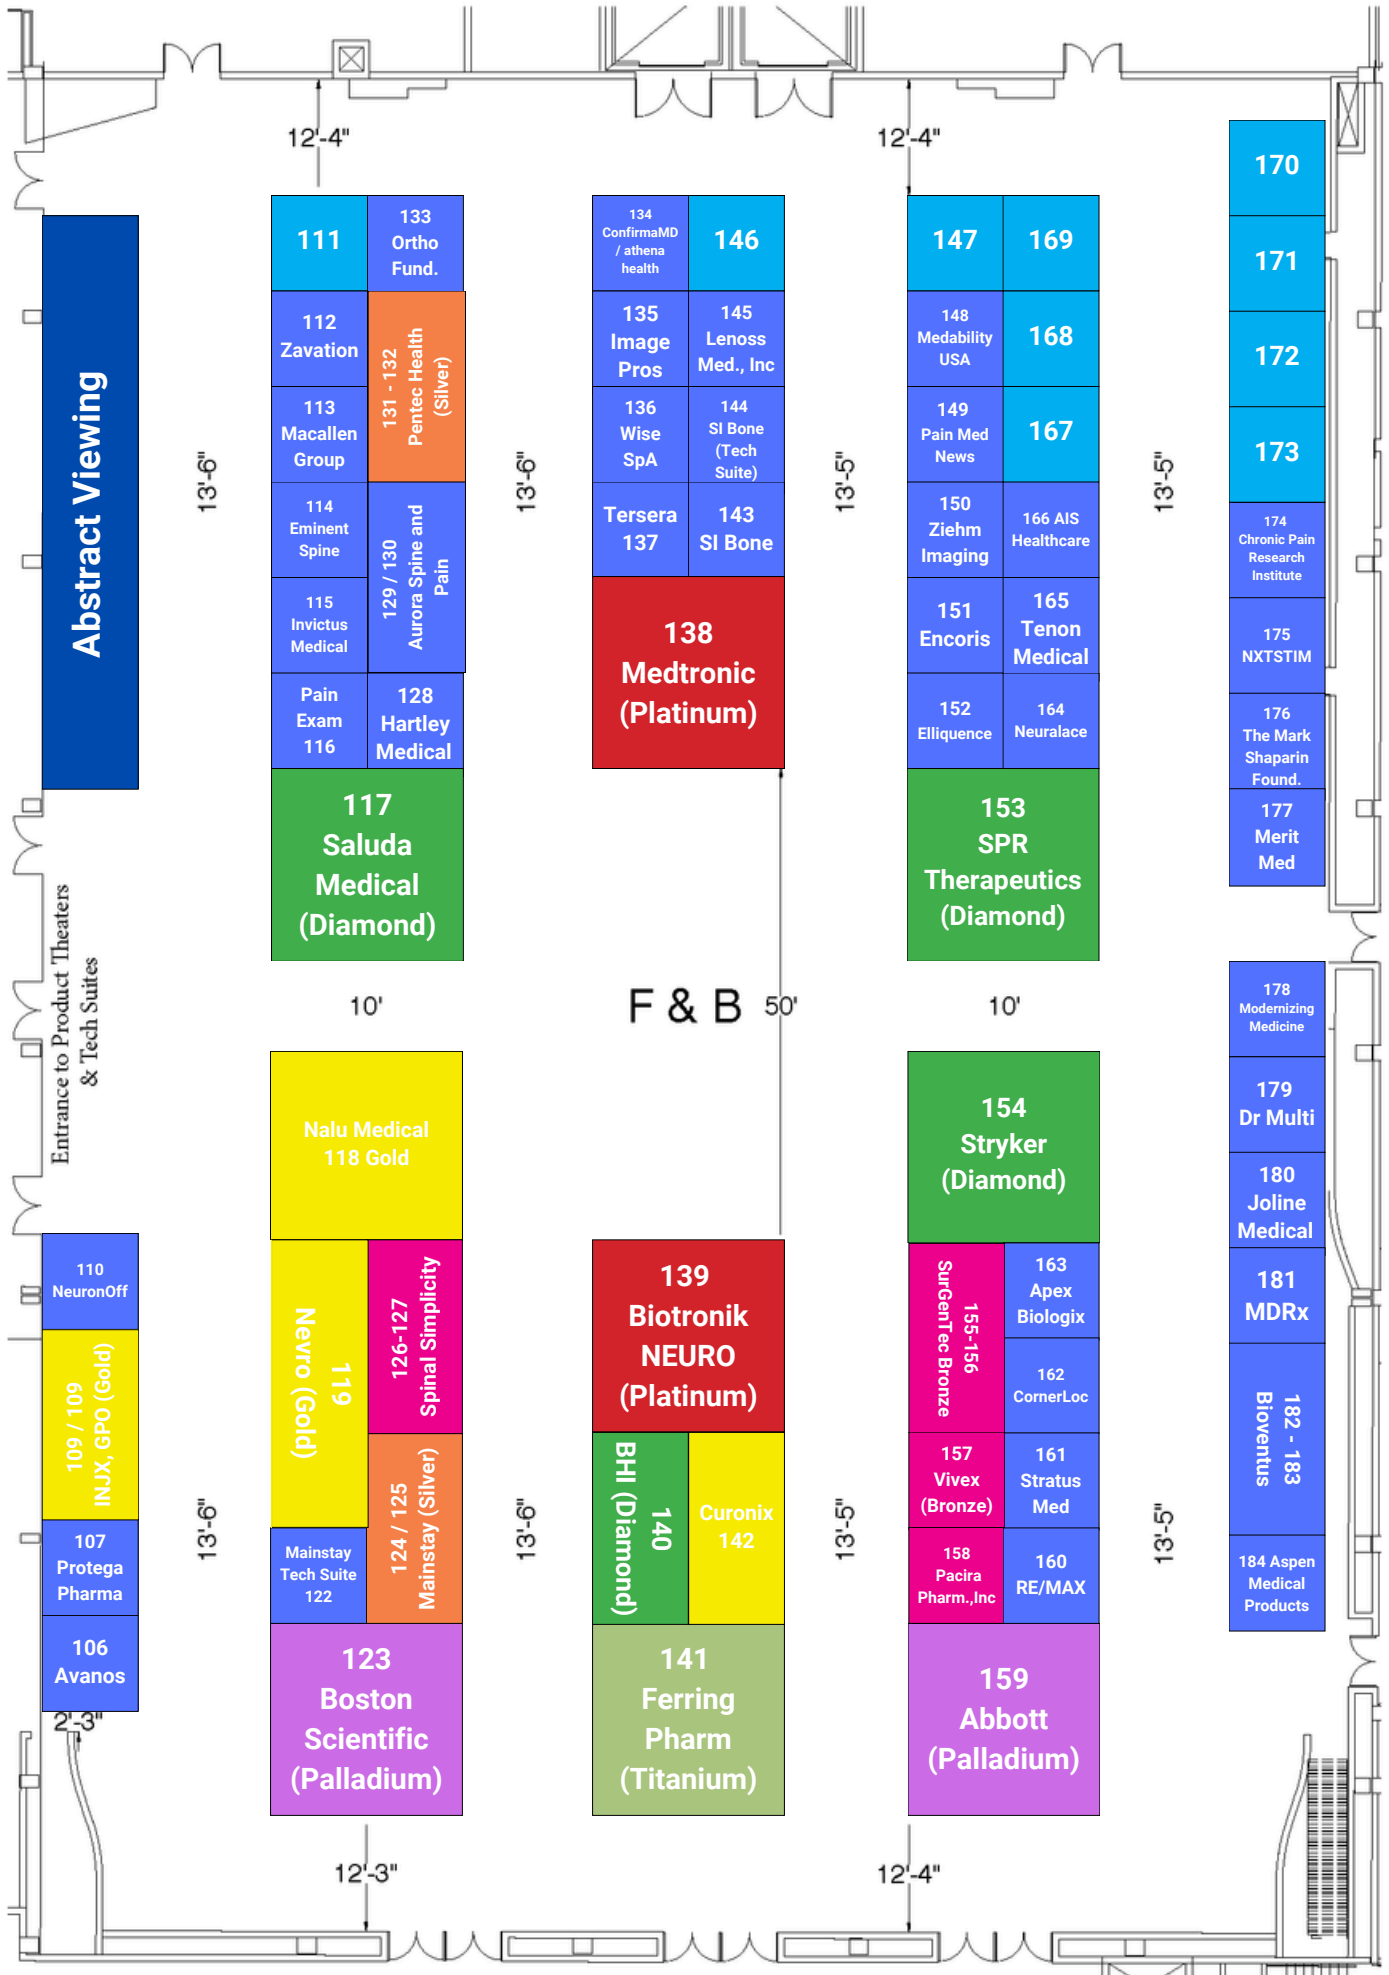 12'-4"
12'-4"
170
171
172
173
174
Chronic Pain
Research
Institute
175
NXTSTIM
176
The Mark
Shaparin
Found.
177
Merit
Med
Abstract Viewing
13'-6"
111
133
Ortho
Fund.
112
Zavation
131 - 132
Pentec Health
(Silver)
113
Macallen
Group
114
Eminent
Spine
129 / 130
Aurora Spine and
Pain
115
Invictus
Medical
Pain
Exam
116
128
Hartley
Medical
117
Saluda
Medical
(Diamond)
13'-6"
134
ConfirmaMD
/ athena
health
146
135
Image
Pros
145
Lenoss
Med., Inc
136
Wise
SpA
144
SI Bone
(Tech
Suite)
Tersera
137
143
SI Bone
138
Medtronic
(Platinum)
13'-5"
147
169
148
Medability
USA
168
149
Pain Med
News
167
150
Ziehm
Imaging
166 AIS
Healthcare
151
Encoris
165
Tenon
Medical
152
Elliquence
164
Neuralace
153
SPR
Therapeutics
(Diamond)
13'-5"
Entrance to Product Theaters
& Tech Suites
10'
F & B
50'
10'
178
Modernizing
Medicine
179
Dr Multi
180
Joline
Medical
181
MDRx
182 - 183
Bioventus
184 Aspen
Medical
Products
110
NeuronOff
109 / 109
INJX, GPO (Gold)
107
Protega
Pharma
106
Avanos
2'-3"
13'-6"
Nalu Medical
118 Gold
119
Nevro (Gold)
126-127
Spinal Simplicity
124 / 125
Mainstay (Silver)
Mainstay
Tech Suite
122
123
Boston
Scientific
(Palladium)
13'-6"
139
Biotronik
NEURO
(Platinum)
140
BHI (Diamond)
Curonix
142
141
Ferring
Pharm
(Titanium)
13'-5"
154
Stryker
(Diamond)
155-156
SurGenTec Bronze
163
Apex
Biologix
162
CornerLoc
157
Vivex
(Bronze)
161
Stratus
Med
158
Pacira
Pharm.,Inc
160
RE/MAX
159
Abbott
(Palladium)
13'-5"
12'-3"
12'-4"